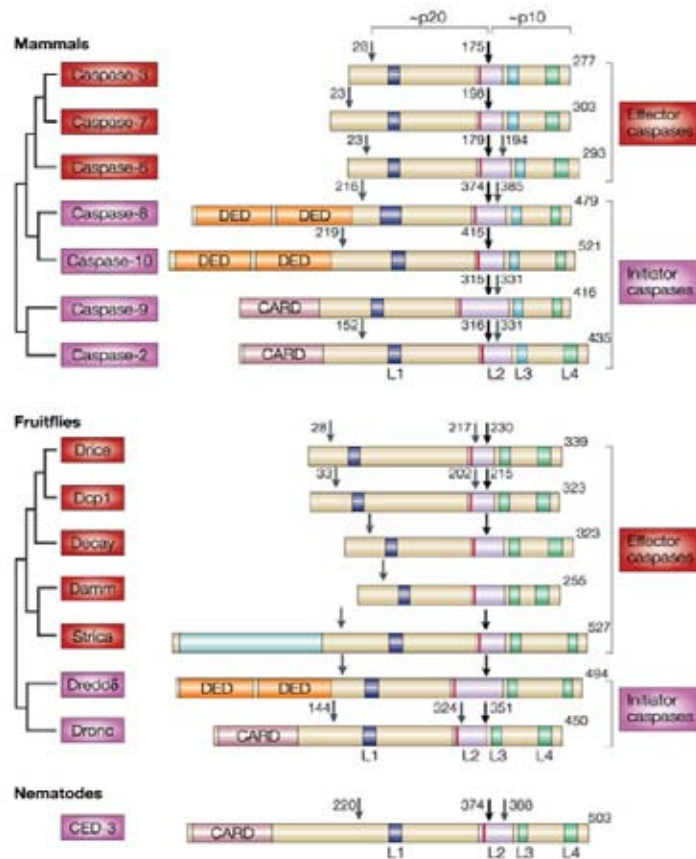 ~p20 ~p10
Mammals
28 175 277
Caspase-3
23 198 303
Caspase-7
23 179 194 293
Caspase-6
Effector
caspases
216 374 385 479
Caspase-8 DED DED
219 415 521
Caspase-10 DED DED
315 331 416
Caspase-9 CARD
152 316 331 435
Caspase-2 CARD
Initiator
caspases
L1 L2 L3 L4
Fruitflies
28 217 230 339
Drice
33 202 215 323
Dcp1
323
Decay
255
Damm
527
Strica
Effector
caspases
494
Dreddδ DED DED
144 324 351 450
Dronc CARD
Initiator
caspases
L1 L2 L3 L4
Nematodes
220 374 388 503
CED-3 CARD
L1 L2 L3 L4